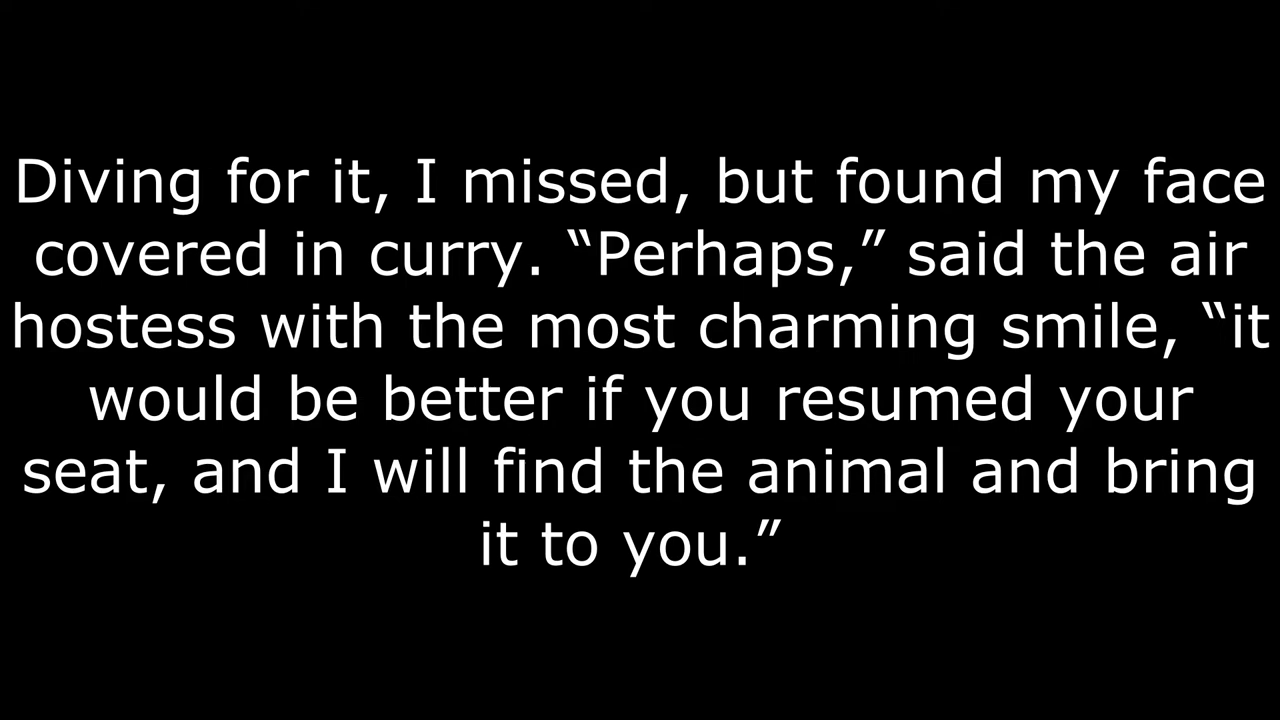 Diving for it, I missed, but found my face
covered in curry. “Perhaps,” said the air
hostess with the most charming smile, “it
would be better if you resumed your
seat, and I will find the animal and bring
it to you.”